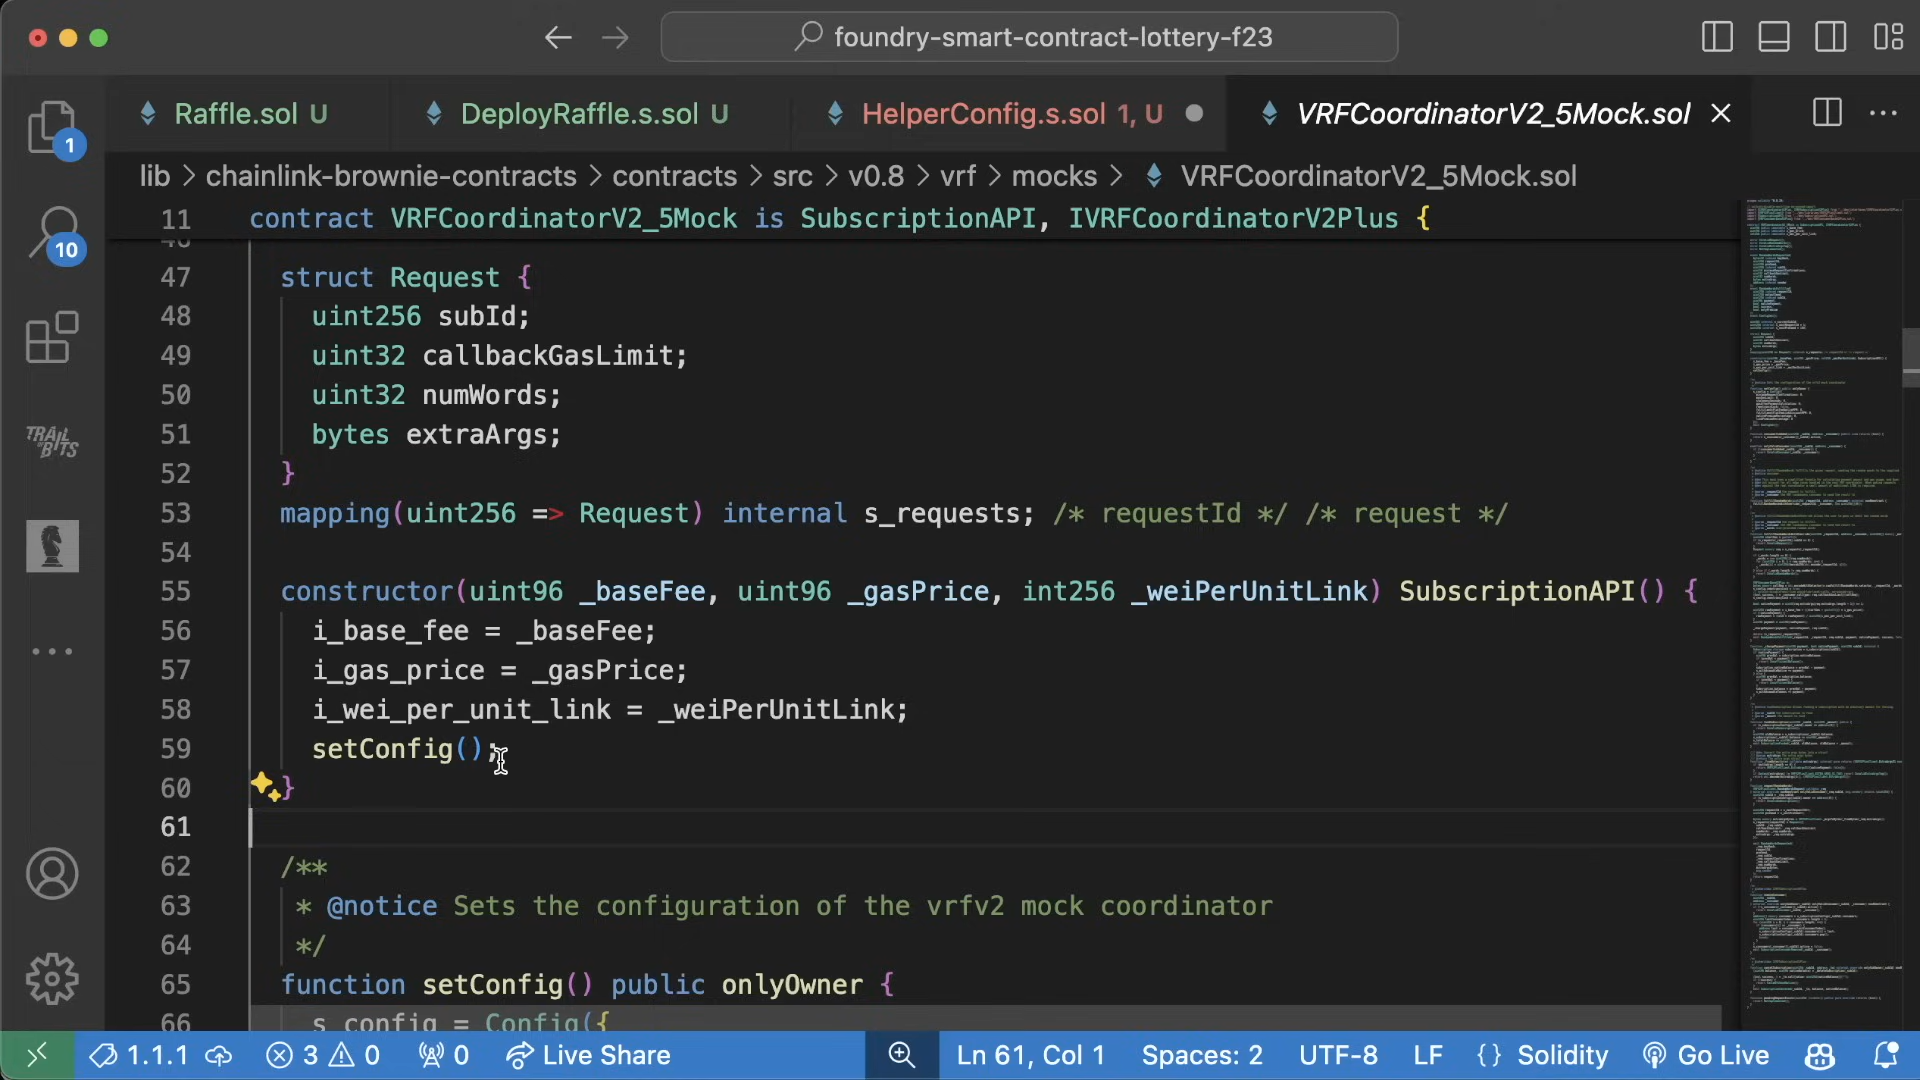 foundry-smart-contract-lottery-f23
Raffle.sol U
DeployRaffle.s.sol U
HelperConfig.s.sol 1, U
VRFCoordinatorV2_5Mock.sol
lib > chainlink-brownie-contracts > contracts > src > v0.8 > vrf > mocks > VRFCoordinatorV2_5Mock.sol
1
10
TRAIL OF BITS
11 contract VRFCoordinatorV2_5Mock is SubscriptionAPI, IVRFCoordinatorV2Plus {
47 struct Request {
48 uint256 subId;
49 uint32 callbackGasLimit;
50 uint32 numWords;
51 bytes extraArgs;
52 }
53 mapping(uint256 => Request) internal s_requests; /* requestId */ /* request */
54
55 constructor(uint96 _baseFee, uint96 _gasPrice, int256 _weiPerUnitLink) SubscriptionAPI() {
56 i_base_fee = _baseFee;
57 i_gas_price = _gasPrice;
58 i_wei_per_unit_link = _weiPerUnitLink;
59 setConfig();
60 }
61
62 /**
63 * @notice Sets the configuration of the vrfv2 mock coordinator
64 */
65 function setConfig() public onlyOwner {
66 s_config = Config({
1.1.1 3 0 0 Live Share Ln 61, Col 1 Spaces: 2 UTF-8 LF {} Solidity Go Live